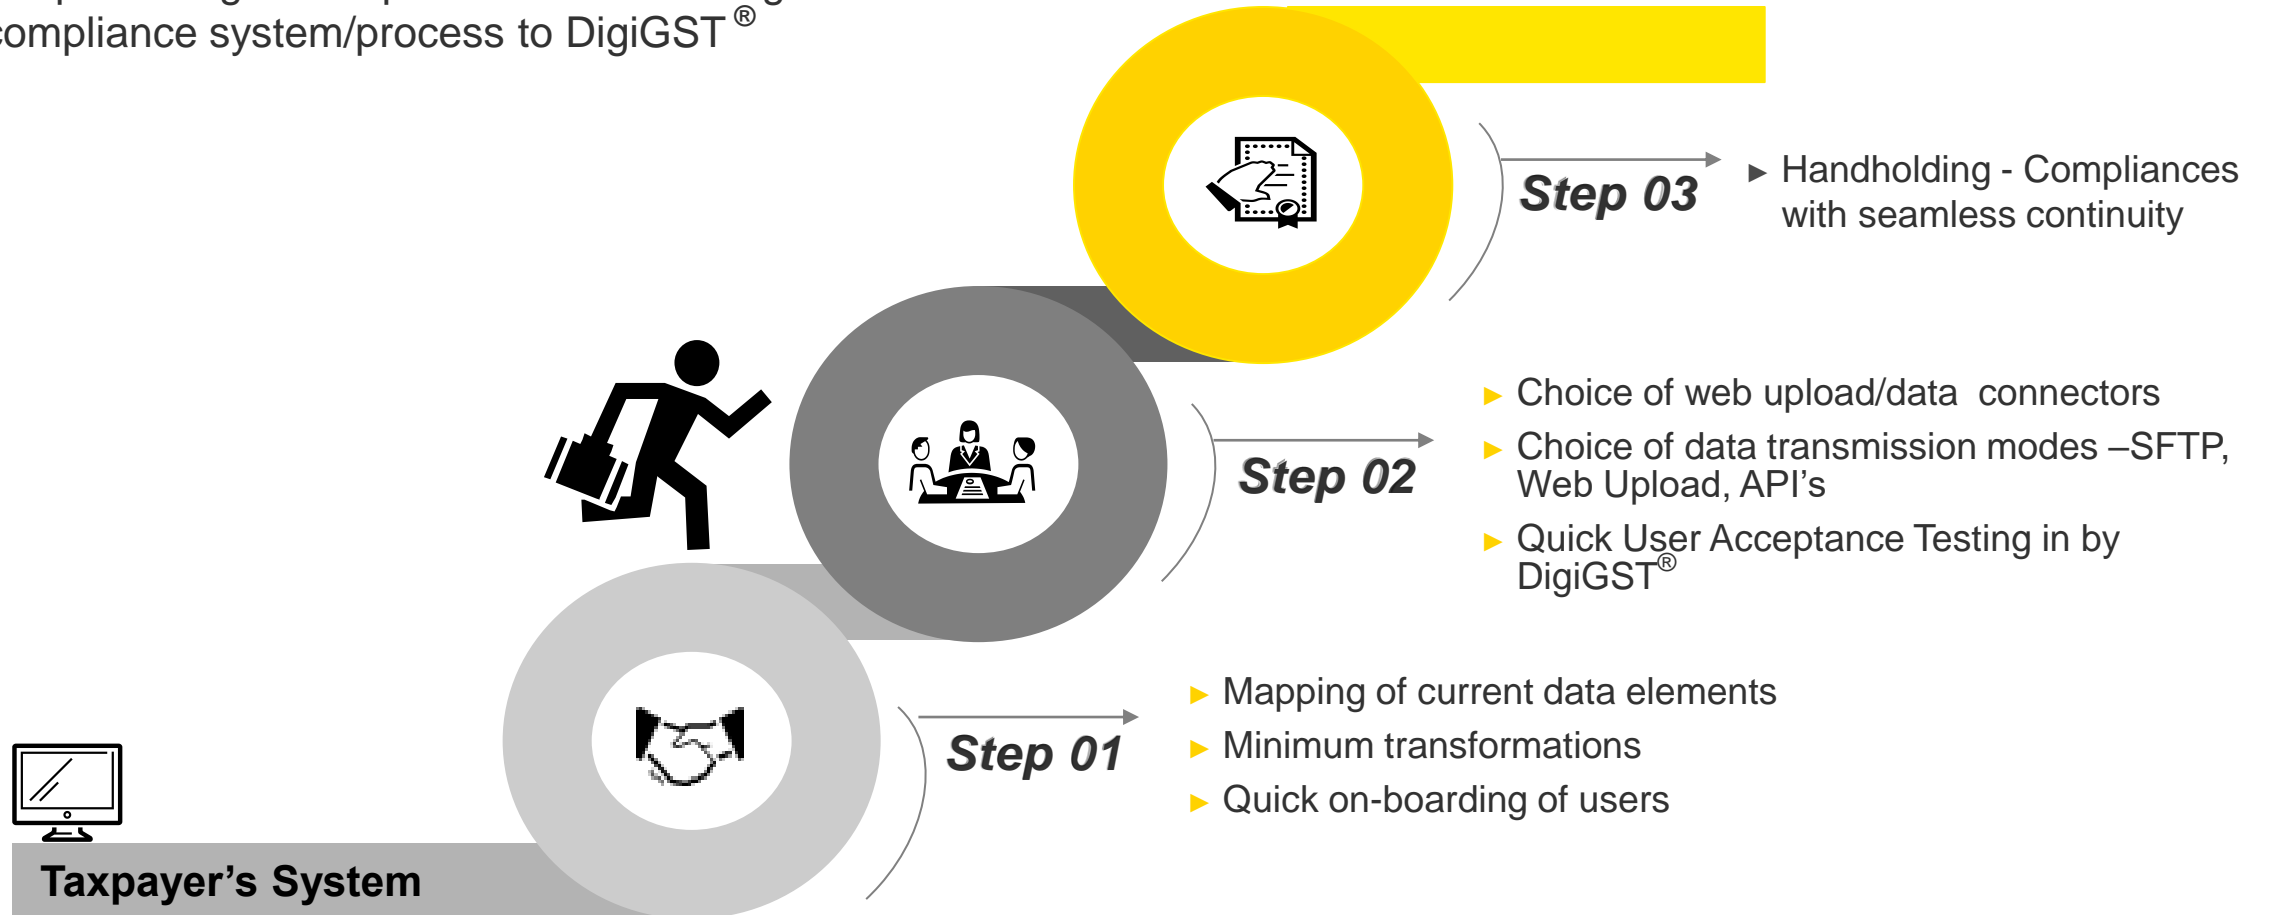 compliance system/process to DigiGST®
Step 03
► Handholding - Compliances
with seamless continuity
Step 02
► Choice of web upload/data connectors
► Choice of data transmission modes –SFTP,
Web Upload, API’s
► Quick User Acceptance Testing in by
DigiGST®
Step 01
► Mapping of current data elements
► Minimum transformations
► Quick on-boarding of users
Taxpayer’s System